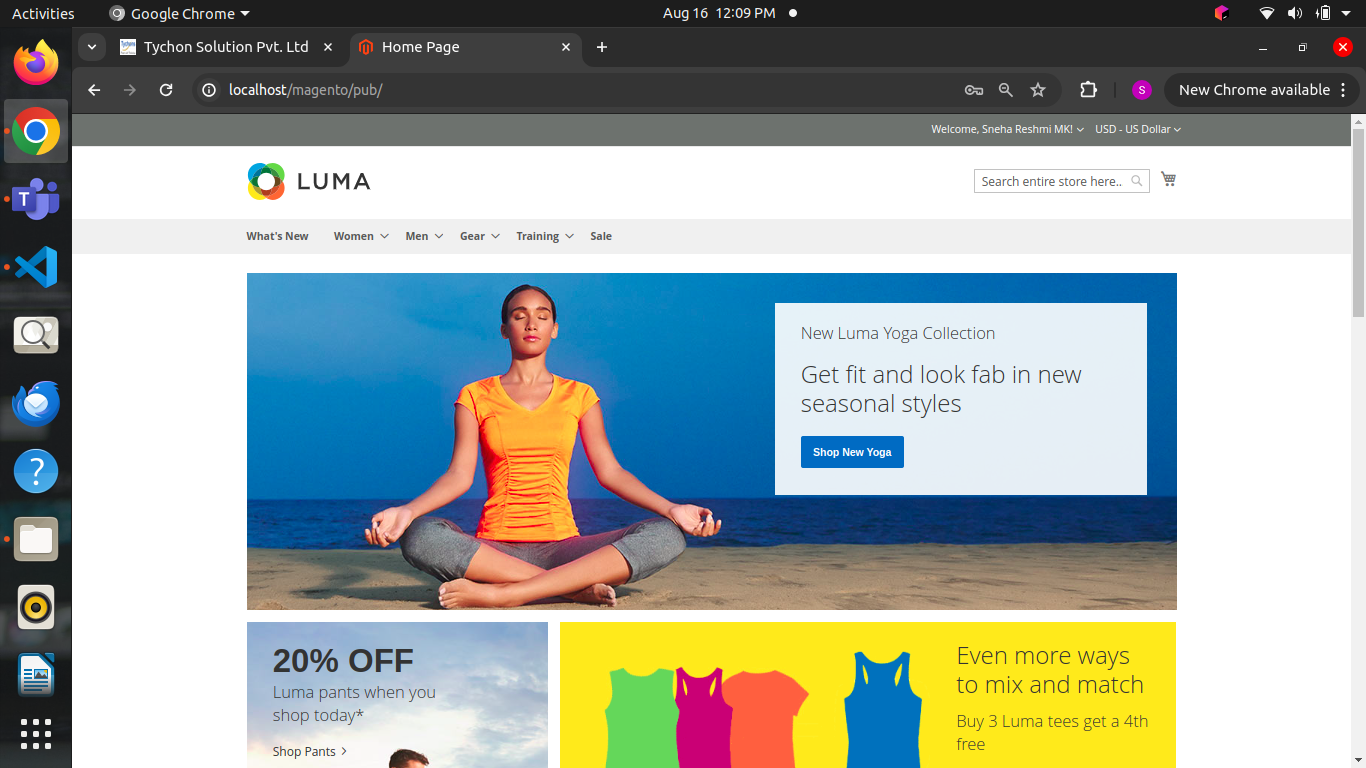 Activities
Google Chrome
Aug 16 12:09 PM
Tychon Solution Pvt. Ltd
Home Page
localhost/magento/pub/
S
New Chrome available
Welcome, Sneha Reshmi MK!
USD - US Dollar
LUMA
Search entire store here..
What's New
Women
Men
Gear
Training
Sale
New Luma Yoga Collection
Get fit and look fab in new
seasonal styles
Shop New Yoga
20% OFF
Luma pants when you
shop today*
Shop Pants
Even more ways
to mix and match
Buy 3 Luma tees get a 4th
free